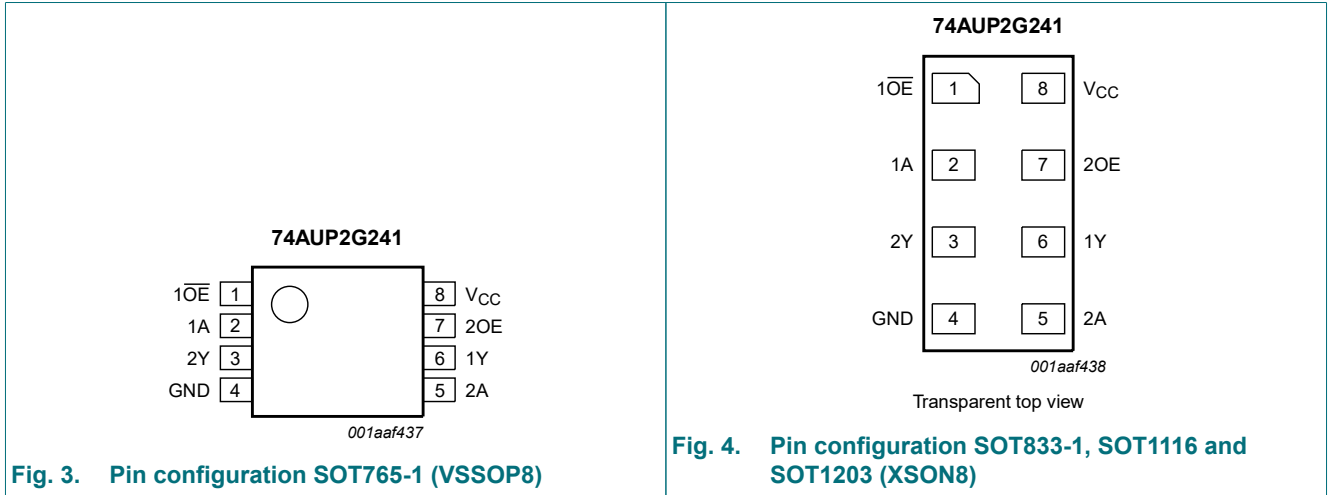 74AUP2G241
1OE 1
1A 2
2Y 3
GND 4
8 VCC
7 2OE
6 1Y
5 2A
001aaf437
Fig. 3. Pin configuration SOT765-1 (VSSOP8)
74AUP2G241
1OE 1
1A 2
2Y 3
GND 4
8 VCC
7 2OE
6 1Y
5 2A
001aaf438
Transparent top view
Fig. 4. Pin configuration SOT833-1, SOT1116 and
SOT1203 (XSON8)